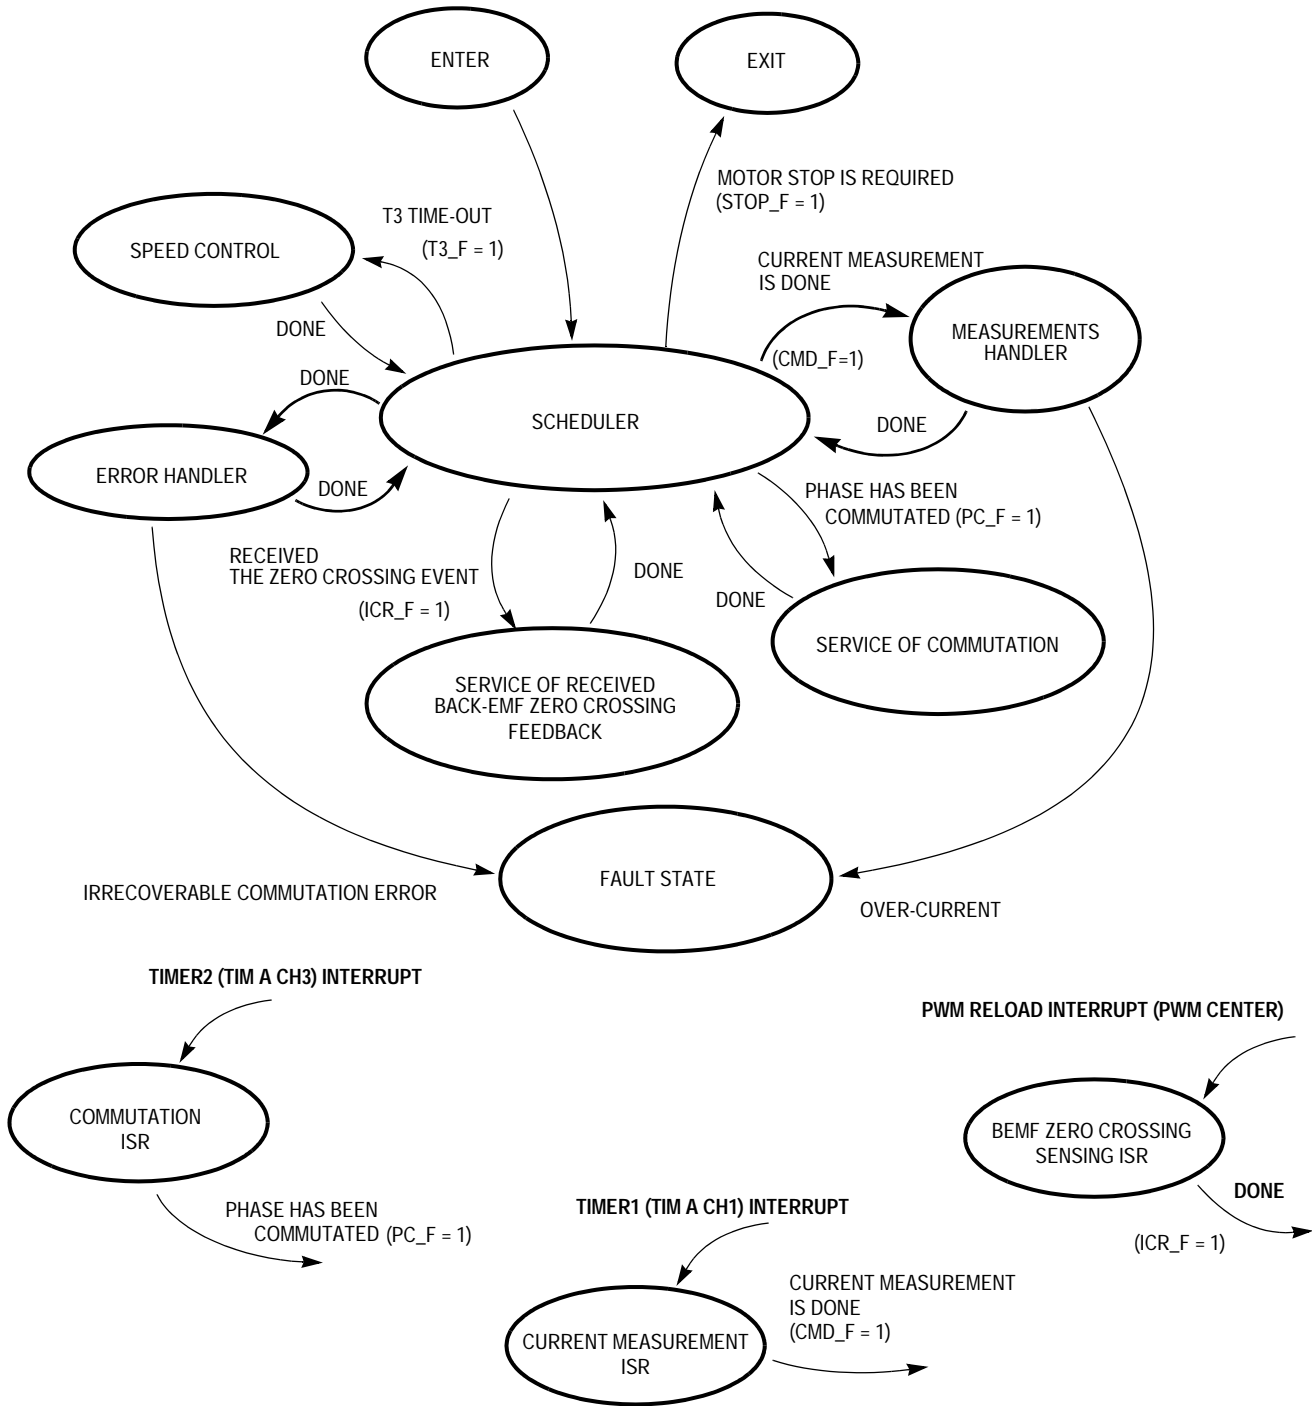 ENTER
EXIT
MOTOR STOP IS REQUIRED
(STOP_F = 1)
T3 TIME-OUT
(T3_F = 1)
SPEED CONTROL
DONE
CURRENT MEASUREMENT
IS DONE
(CMD_F=1)
MEASUREMENTS
HANDLER
DONE
SCHEDULER
DONE
ERROR HANDLER
DONE
PHASE HAS BEEN
COMMUTATED (PC_F = 1)
RECEIVED
THE ZERO CROSSING EVENT
(ICR_F = 1)
DONE
DONE
SERVICE OF COMMUTATION
SERVICE OF RECEIVED
BACK-EMF ZERO CROSSING
FEEDBACK
FAULT STATE
IRRECOVERABLE COMMUTATION ERROR
OVER-CURRENT
TIMER2 (TIM A CH3) INTERRUPT
COMMUTATION
ISR
PHASE HAS BEEN
COMMUTATED (PC_F = 1)
PWM RELOAD INTERRUPT (PWM CENTER)
BEMF ZERO CROSSING
SENSING ISR
DONE
(ICR_F = 1)
TIMER1 (TIM A CH1) INTERRUPT
CURRENT MEASUREMENT
ISR
CURRENT MEASUREMENT
IS DONE
(CMD_F = 1)